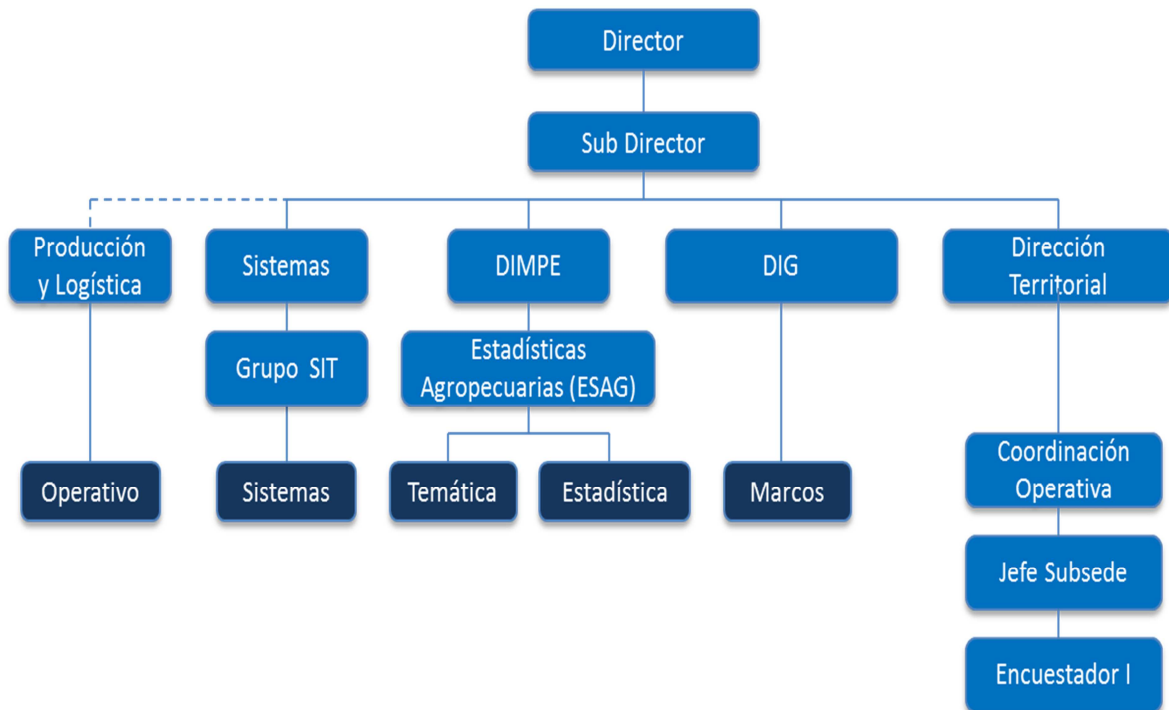 Director
Sub Director
Producción
y Logística
Sistemas
DIMPE
DIG
Dirección
Territorial
Grupo SIT
Estadísticas
Agropecuarias (ESAG)
Operativo
Sistemas
Temática
Estadística
Marcos
Coordinación
Operativa
Jefe Subsede
Encuestador I